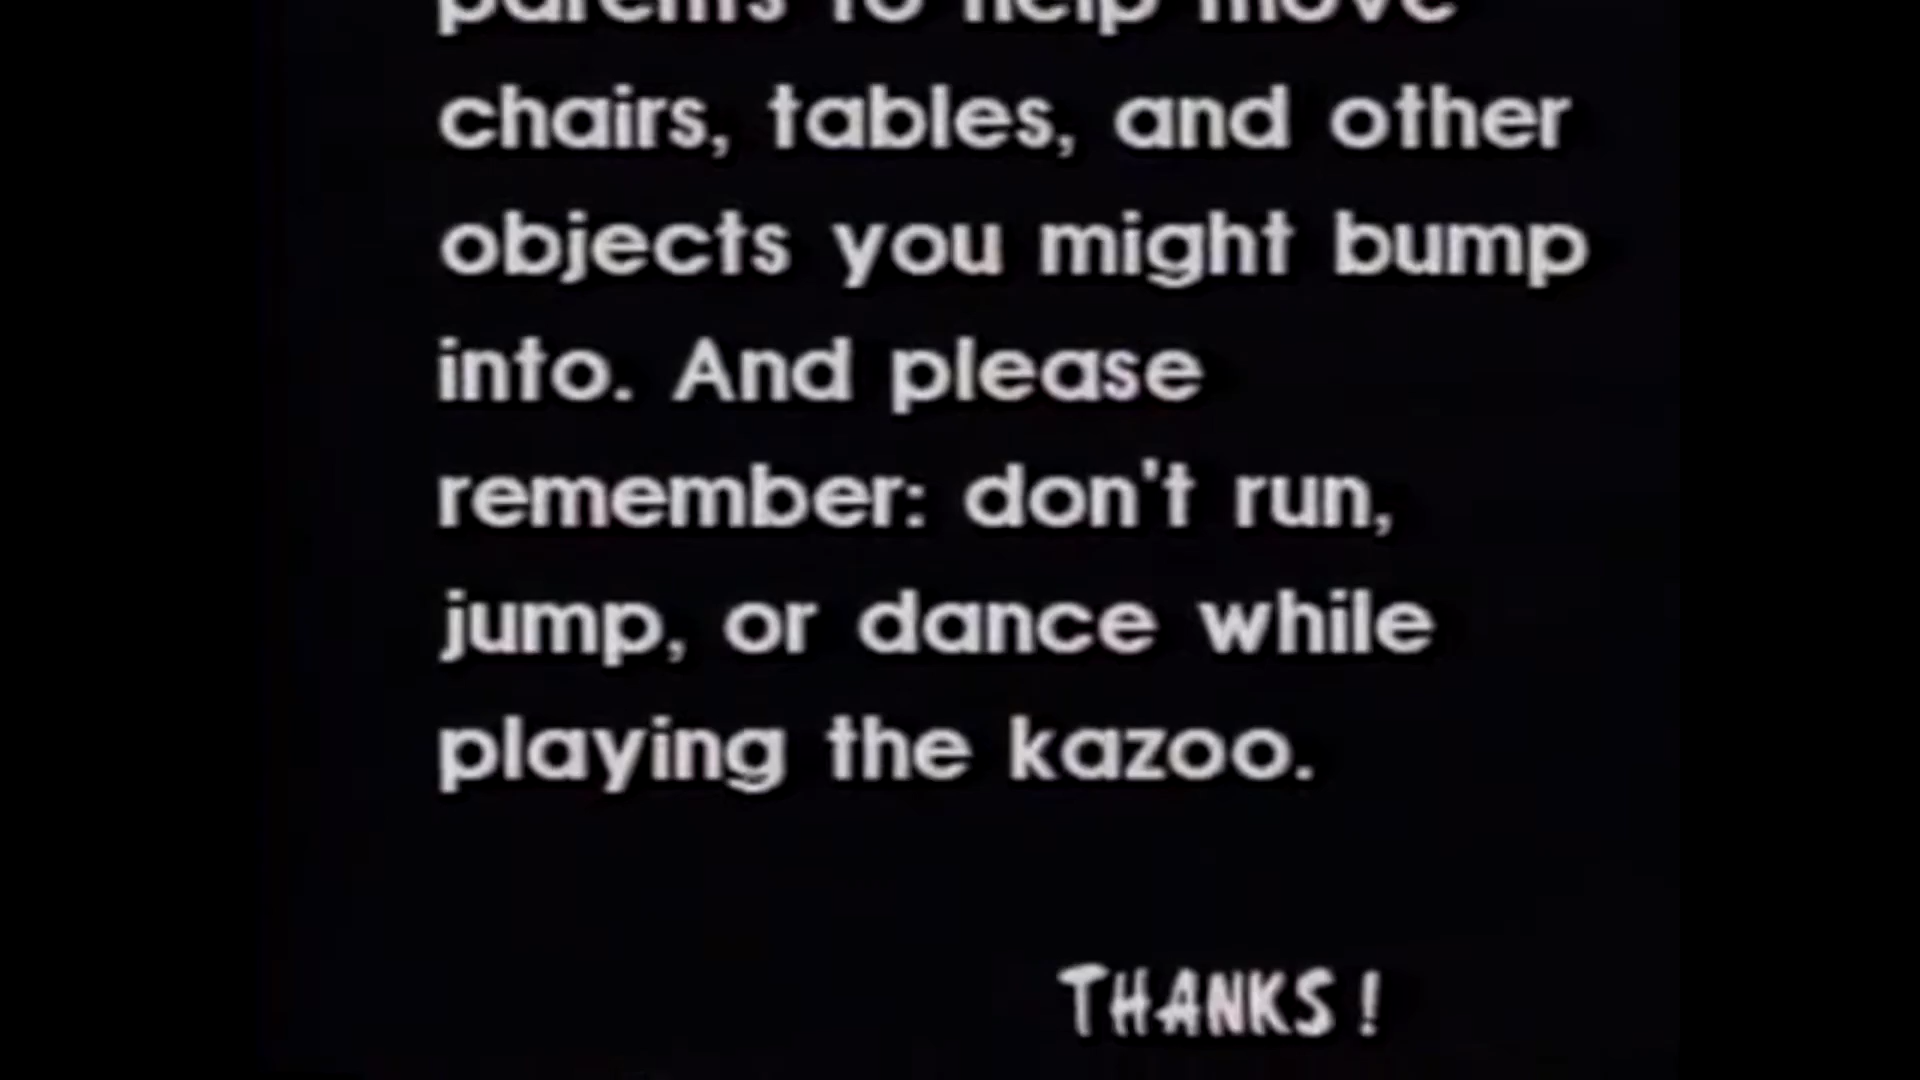 parents to help move
chairs, tables, and other
objects you might bump
into. And please
remember: don't run,
jump, or dance while
playing the kazoo.
THANKS!